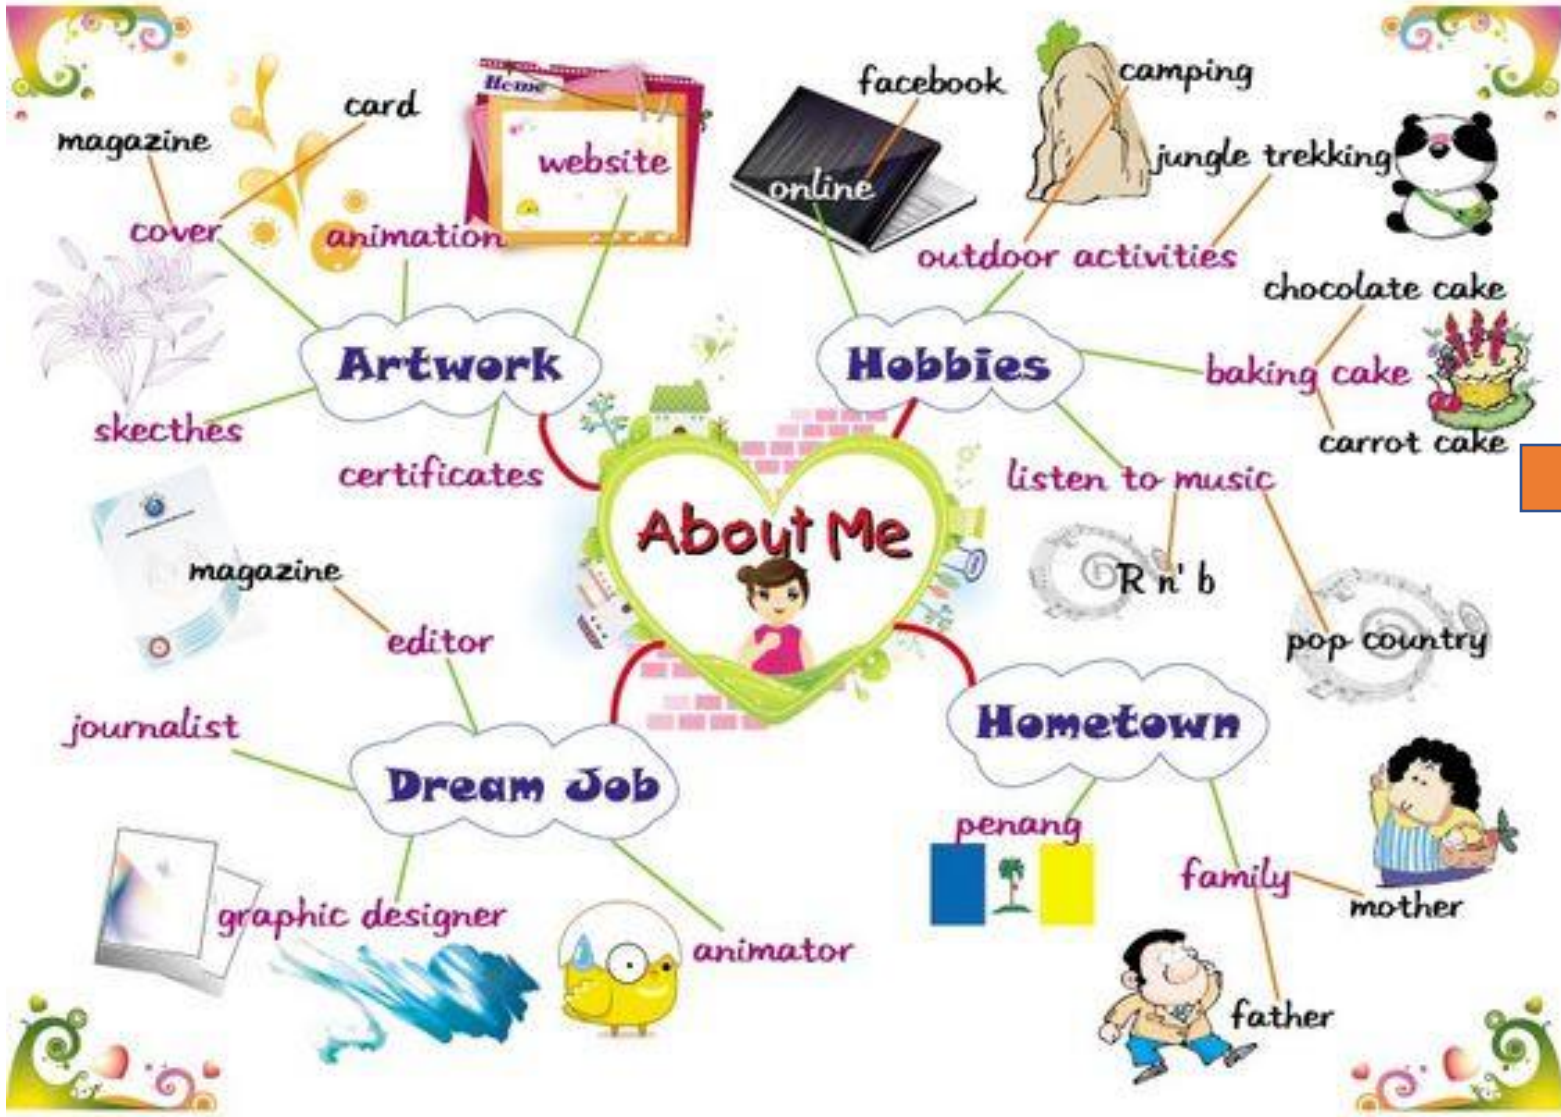 magazine
card
cover
animation
Home
website
Artwork
skecthes
certificates
facebook
online
camping
jungle trekking
outdoor activities
Hobbies
chocolate cake
baking cake
carrot cake
listen to music
R n' b
pop country
About Me
magazine
editor
journalist
Dream Job
graphic designer
animator
Hometown
penang
family
mother
father